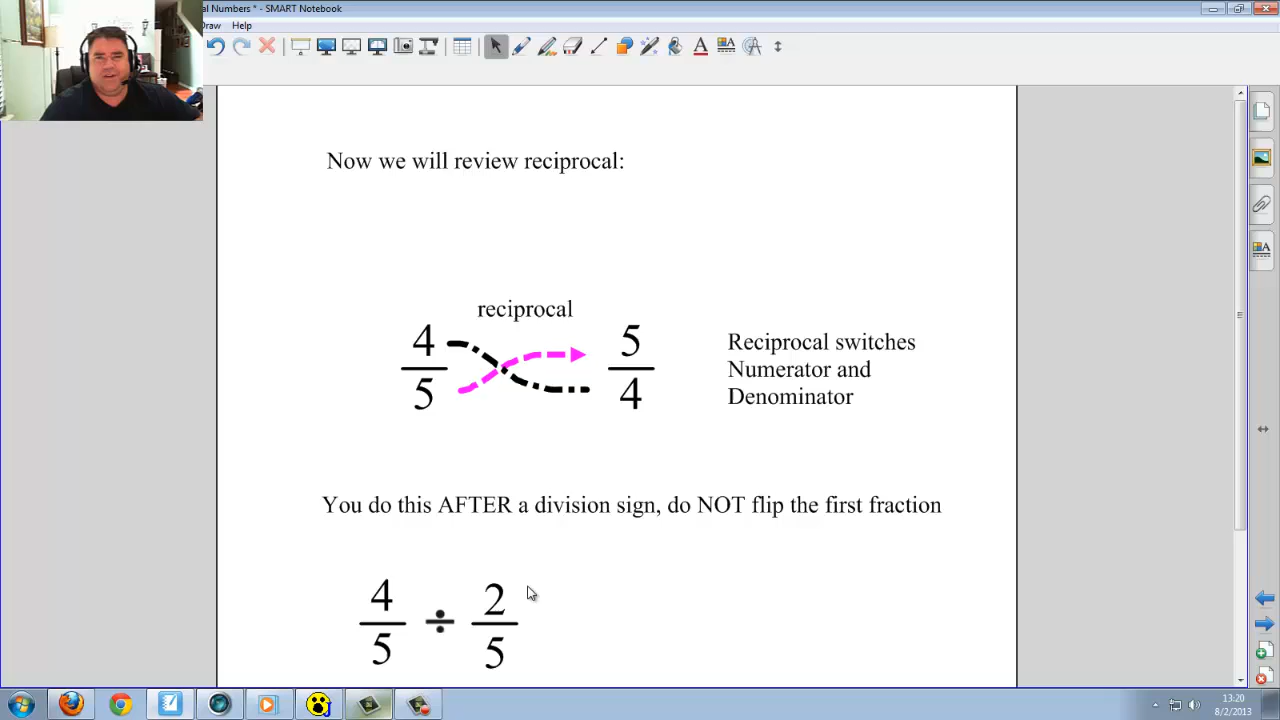 al Numbers * - SMART Notebook
Draw Help
Now we will review reciprocal:
reciprocal
4
5
5
4
Reciprocal switches
Numerator and
Denominator
You do this AFTER a division sign, do NOT flip the first fraction
4
5
÷
2
5
13:20
8/2/2013